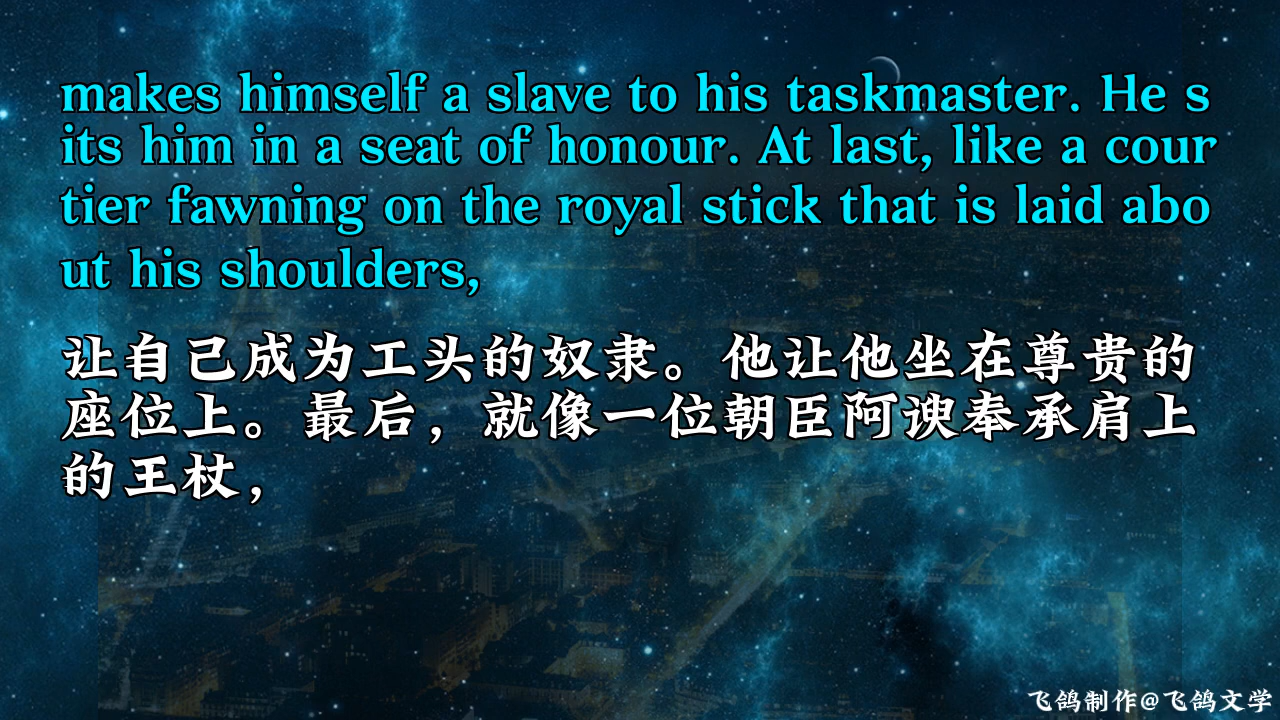 makes himself a slave to his taskmaster. He s
its him in a seat of honour. At last, like a cour
tier fawning on the royal stick that is laid abo
ut his shoulders,
让自己成为工头的奴隶。他让他坐在尊贵的
座位上。最后，就像一位朝臣阿谀奉承肩上
的王杖，
飞鸽制作@飞鸽文学